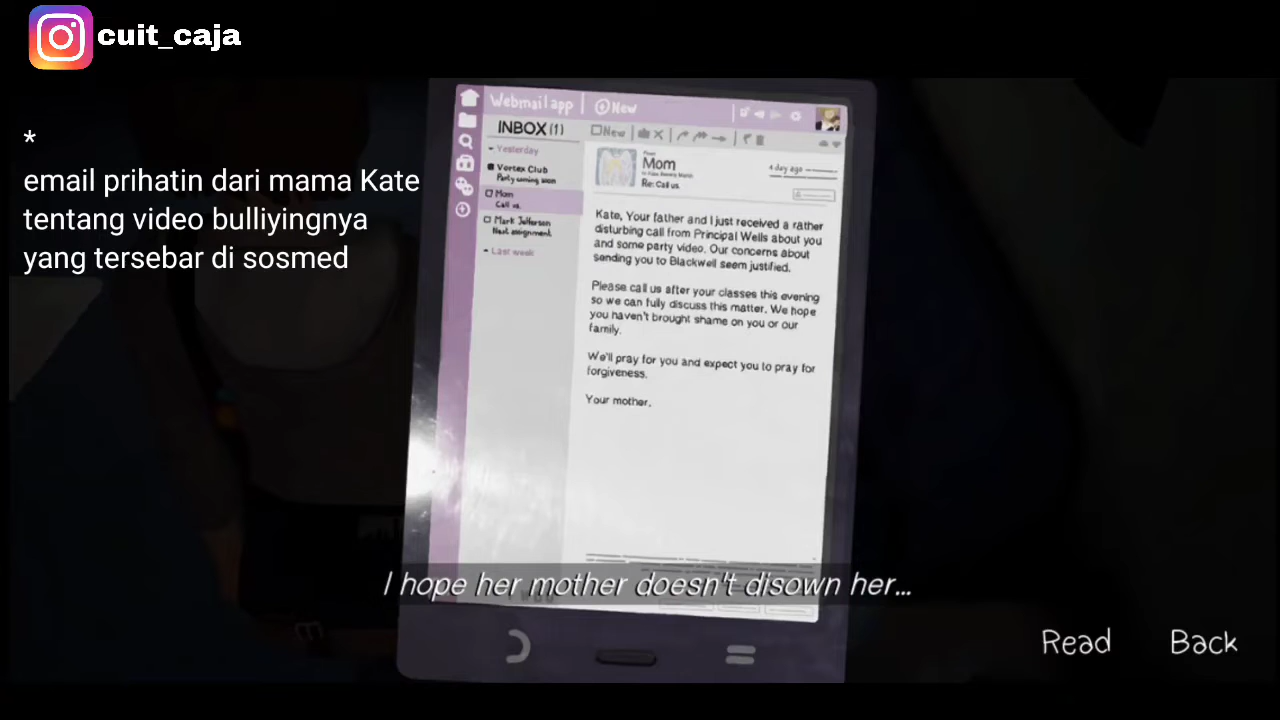 cuit_caja
*
email prihatin dari mama Kate
tentang video bulliyingnya
yang tersebar di sosmed
Webmail app
New
INBOX (1)
Yesterday
Vortex Club
Party coming soon
Mom
Call us.
Mark Jefferson
Next assignment
Last week
New
From
Mom
to Kate Beverly Marsh
Re: Call us.
4 day ago
Kate, Your father and I just received a rather
disturbing call from Principal Wells about you
and some party video. Our concerns about
sending you to Blackwell seem justified.
Please call us after your classes this evening
so we can fully discuss this matter. We hope
you haven't brought shame on you or our
family.
We'll pray for you and expect you to pray for
forgiveness.
Your mother.
I hope her mother doesn't disown her...
Read
Back